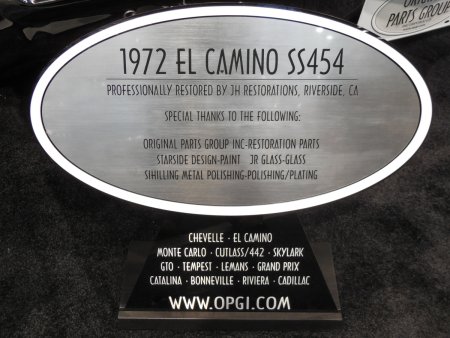 ORIGINAL
PARTS GROUP
1972 EL CAMINO SS454
PROFESSIONALLY RESTORED BY JH RESTORATIONS, RIVERSIDE, CA
SPECIAL THANKS TO THE FOLLOWING:
ORIGINAL PARTS GROUP INC-RESTORATION PARTS
STARSIDE DESIGN-PAINT JR GLASS-GLASS
SIHILLING METAL POLISHING-POLISHING/PLATING
CHEVELLE · EL CAMINO
MONTE CARLO · CUTLASS/442 · SKYLARK
GTO · TEMPEST · LEMANS · GRAND PRIX
CATALINA · BONNEVILLE · RIVIERA · CADILLAC
WWW.OPGI.COM